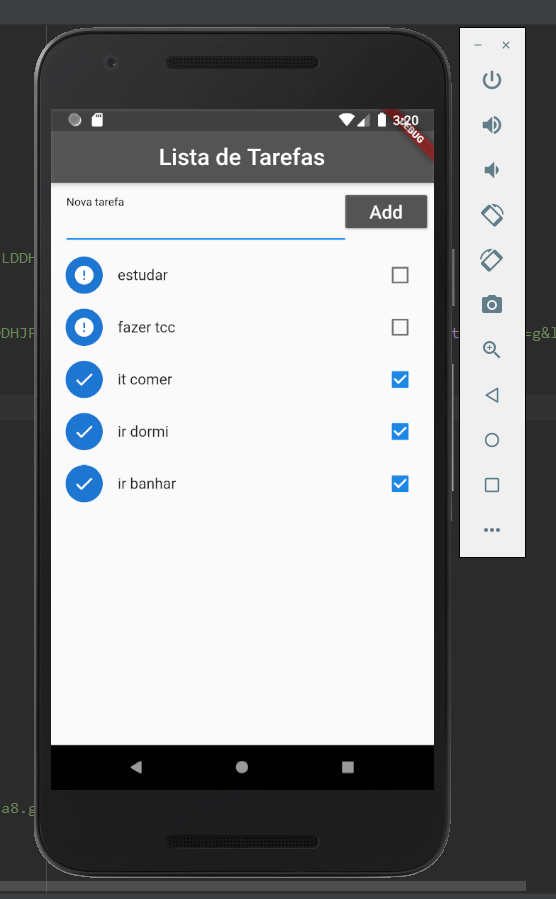 3:20
DEBUG
Lista de Tarefas
Nova tarefa
Add
LDDH
estudar
DDHJF
fazer tcc
=g&l
it comer
ir dormi
ir banhar
a8.g